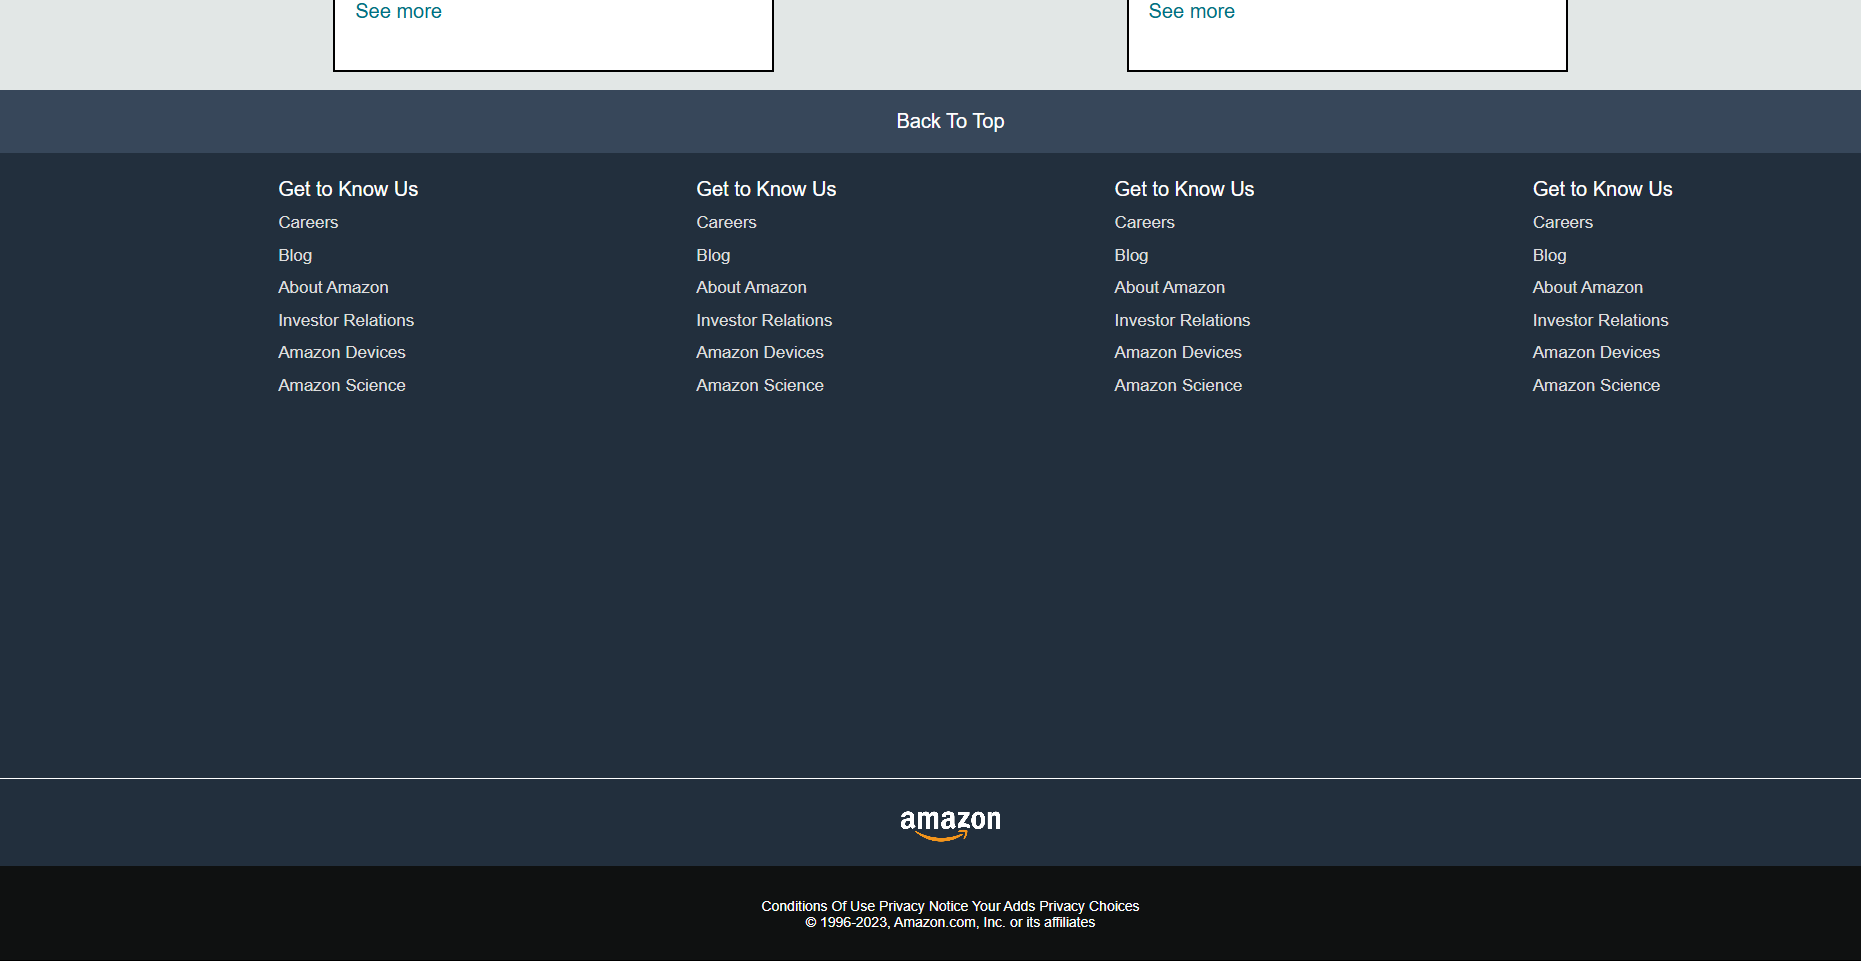 See more
See more
Back To Top
Get to Know Us
Careers
Blog
About Amazon
Investor Relations
Amazon Devices
Amazon Science
Get to Know Us
Careers
Blog
About Amazon
Investor Relations
Amazon Devices
Amazon Science
Get to Know Us
Careers
Blog
About Amazon
Investor Relations
Amazon Devices
Amazon Science
Get to Know Us
Careers
Blog
About Amazon
Investor Relations
Amazon Devices
Amazon Science
amazon
Conditions Of Use Privacy Notice Your Adds Privacy Choices
© 1996-2023, Amazon.com, Inc. or its affiliates